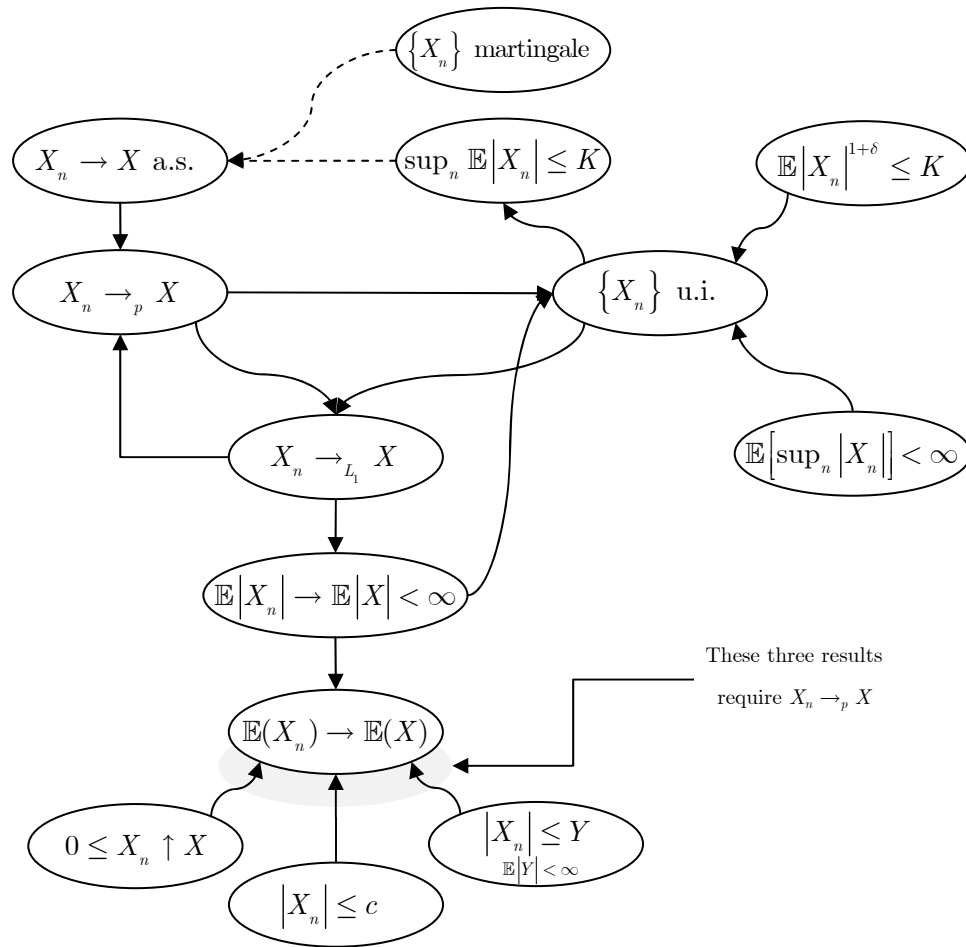 {X_n} martingale
X_n → X a.s.
sup_n 𝔼|X_n| ≤ K
𝔼|X_n|^{1+δ} ≤ K
X_n →_p X
{X_n} u.i.
X_n →_{L_1} X
𝔼[sup_n |X_n|] < ∞
𝔼|X_n| → 𝔼|X| < ∞
These three results
require X_n →_p X
𝔼(X_n) → 𝔼(X)
0 ≤ X_n ↑ X
|X_n| ≤ Y
𝔼|Y| < ∞
|X_n| ≤ c